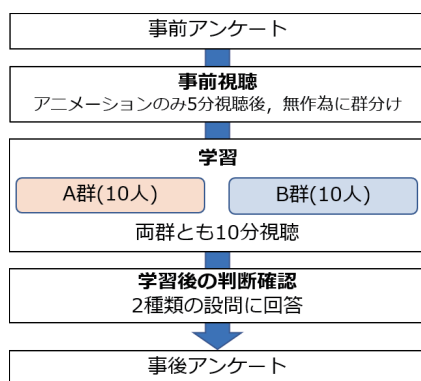 事前アンケート
事前視聴
アニメーションのみ5分視聴後，無作為に群分け
学習
A群(10人)
B群(10人)
両群とも10分視聴
学習後の判断確認
2種類の設問に回答
事後アンケート